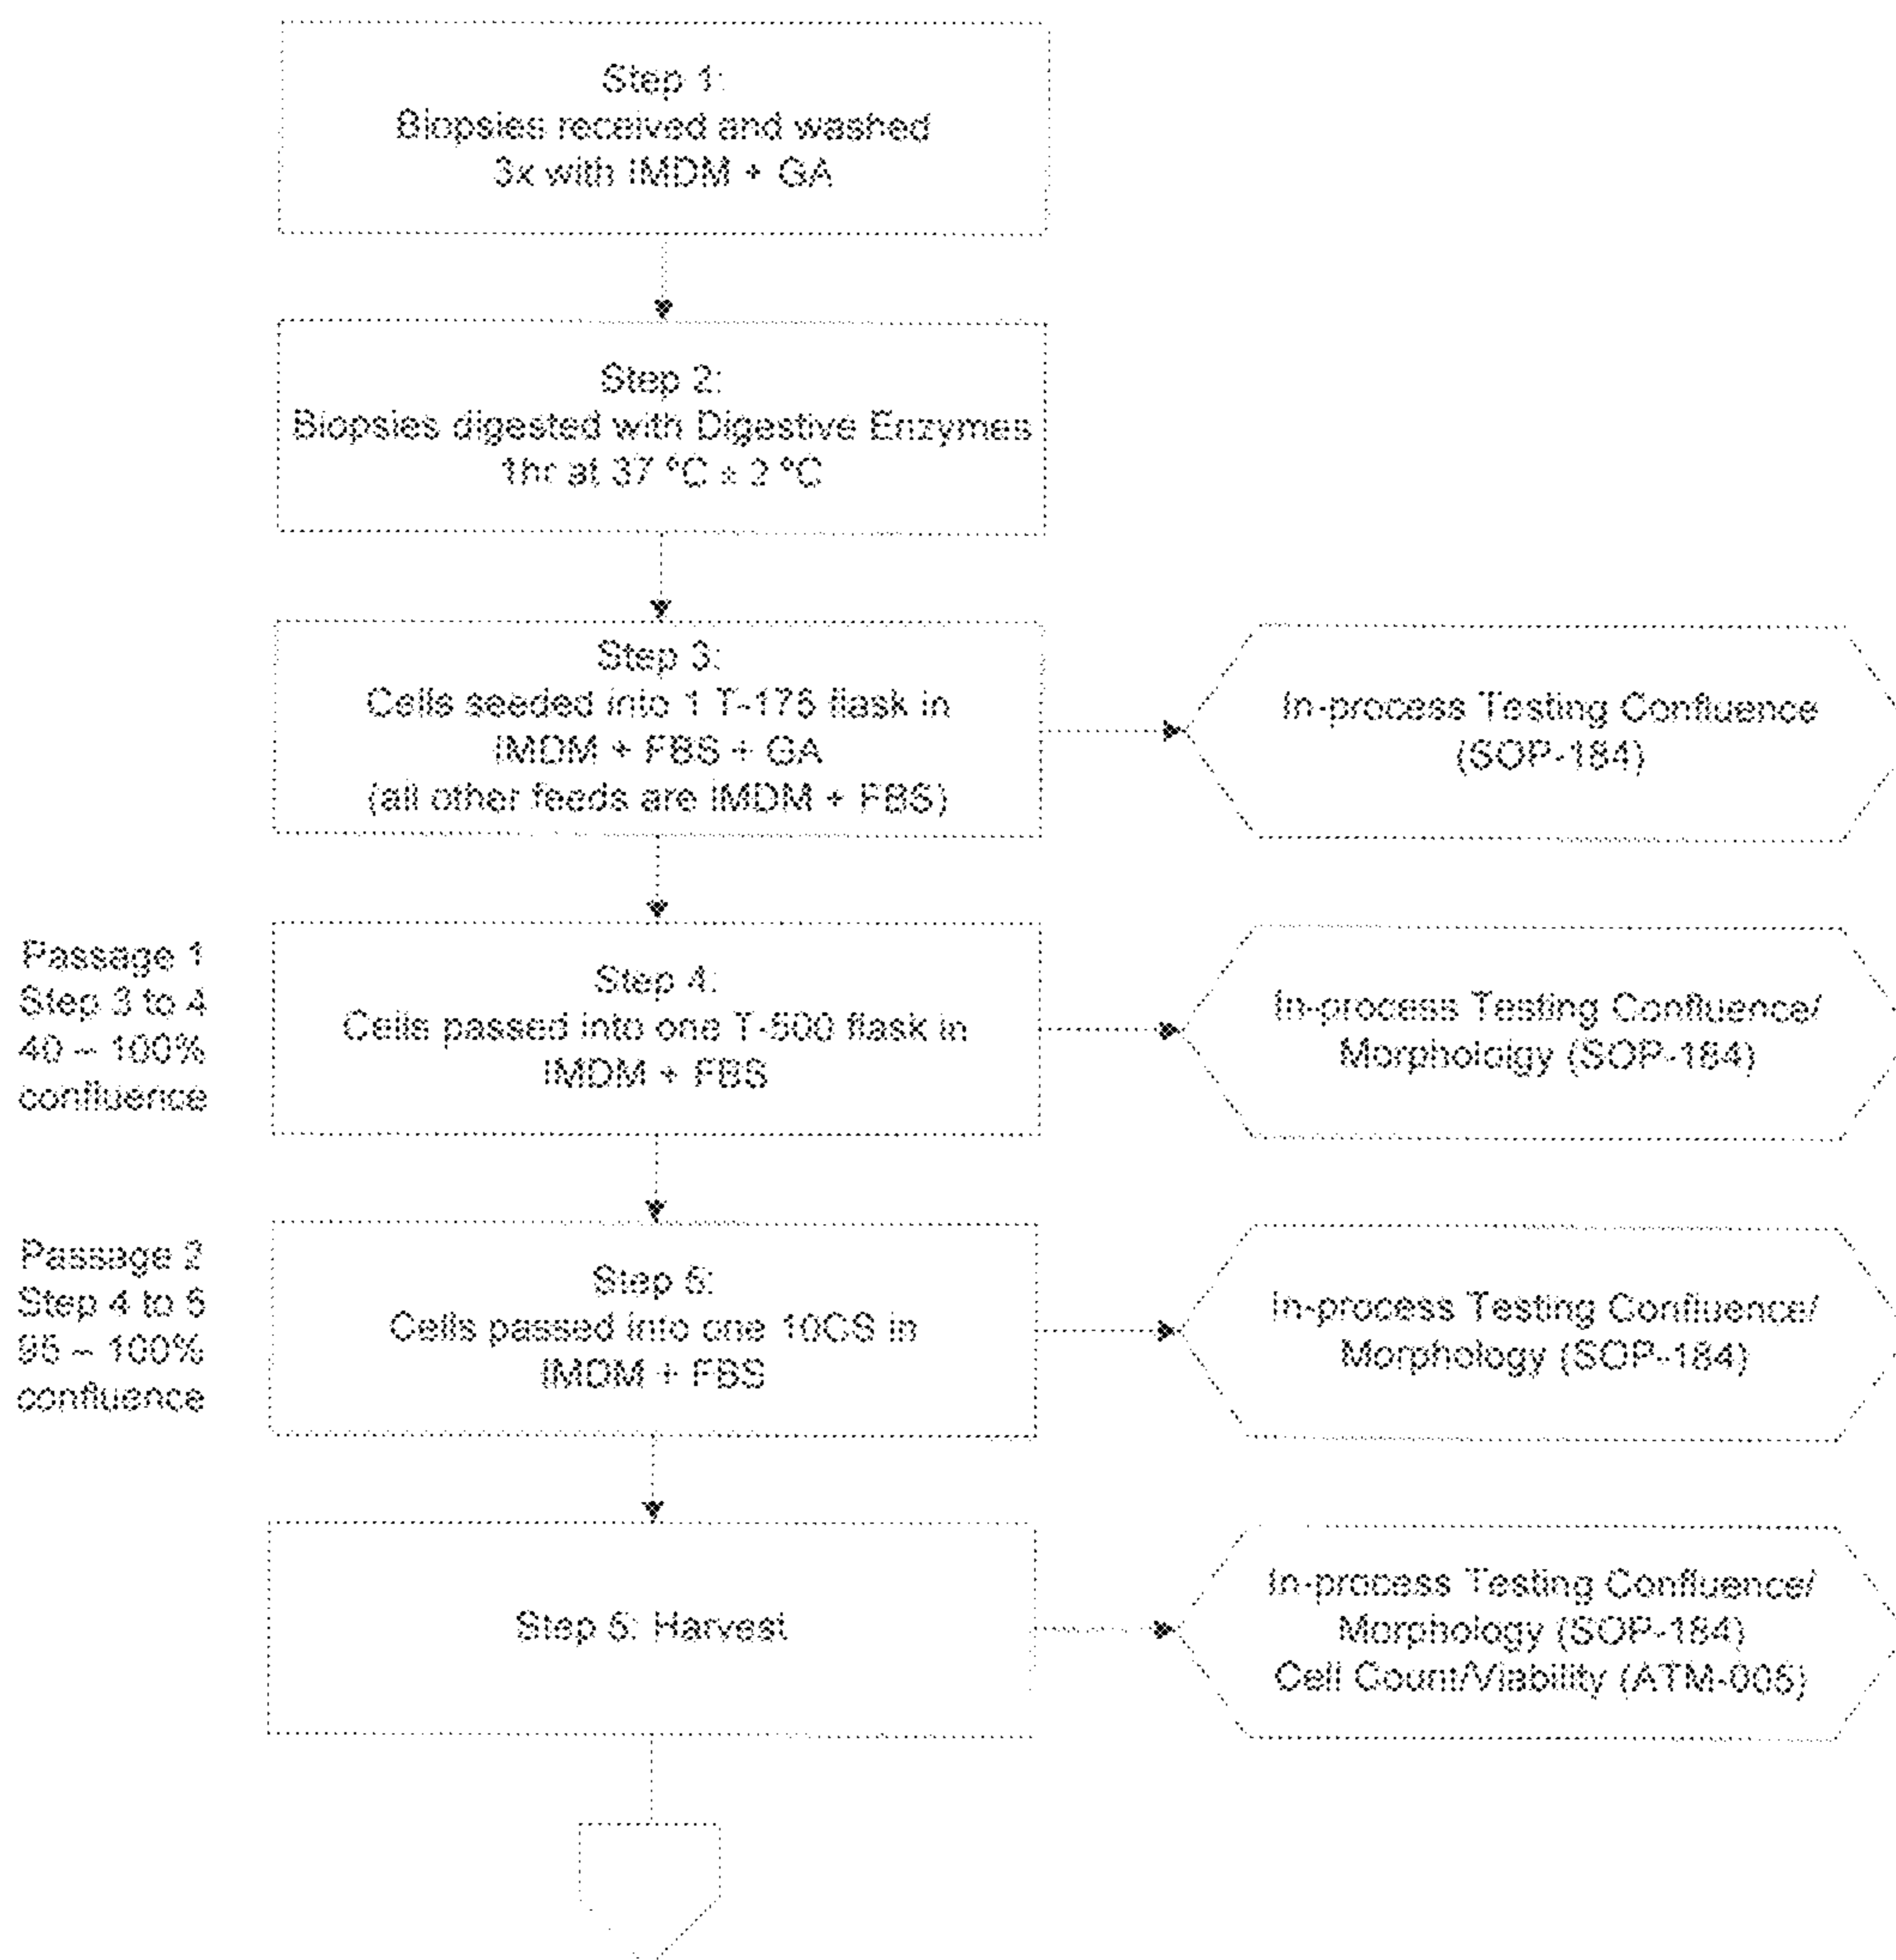 Step 1:
Biopsies received and washed
3x with IMDM + GA
Step 2:
Biopsies digested with Digestive Enzymes
1hr at 37 ºC ± 2 ºC
Step 3:
Cells seeded into 1 T-175 flask in
IMDM + FBS + GA
(all other feeds are IMDM + FBS)
In-process Testing Confluence
(SOP-184)
Passage 1
Step 3 to 4
40 – 100%
confluence
Step 4:
Cells passed into one T-500 flask in
IMDM + FBS
In-process Testing Confluence/
Morpholoigy (SOP-184)
Passage 2
Step 4 to 5
95 – 100%
confluence
Step 5:
Cells passed into one 10CS in
IMDM + FBS
In-process Testing Confluence/
Morphology (SOP-184)
Step 5: Harvest
In-process Testing Confluence/
Morphology (SOP-184)
Cell Count/Viability (ATM-005)